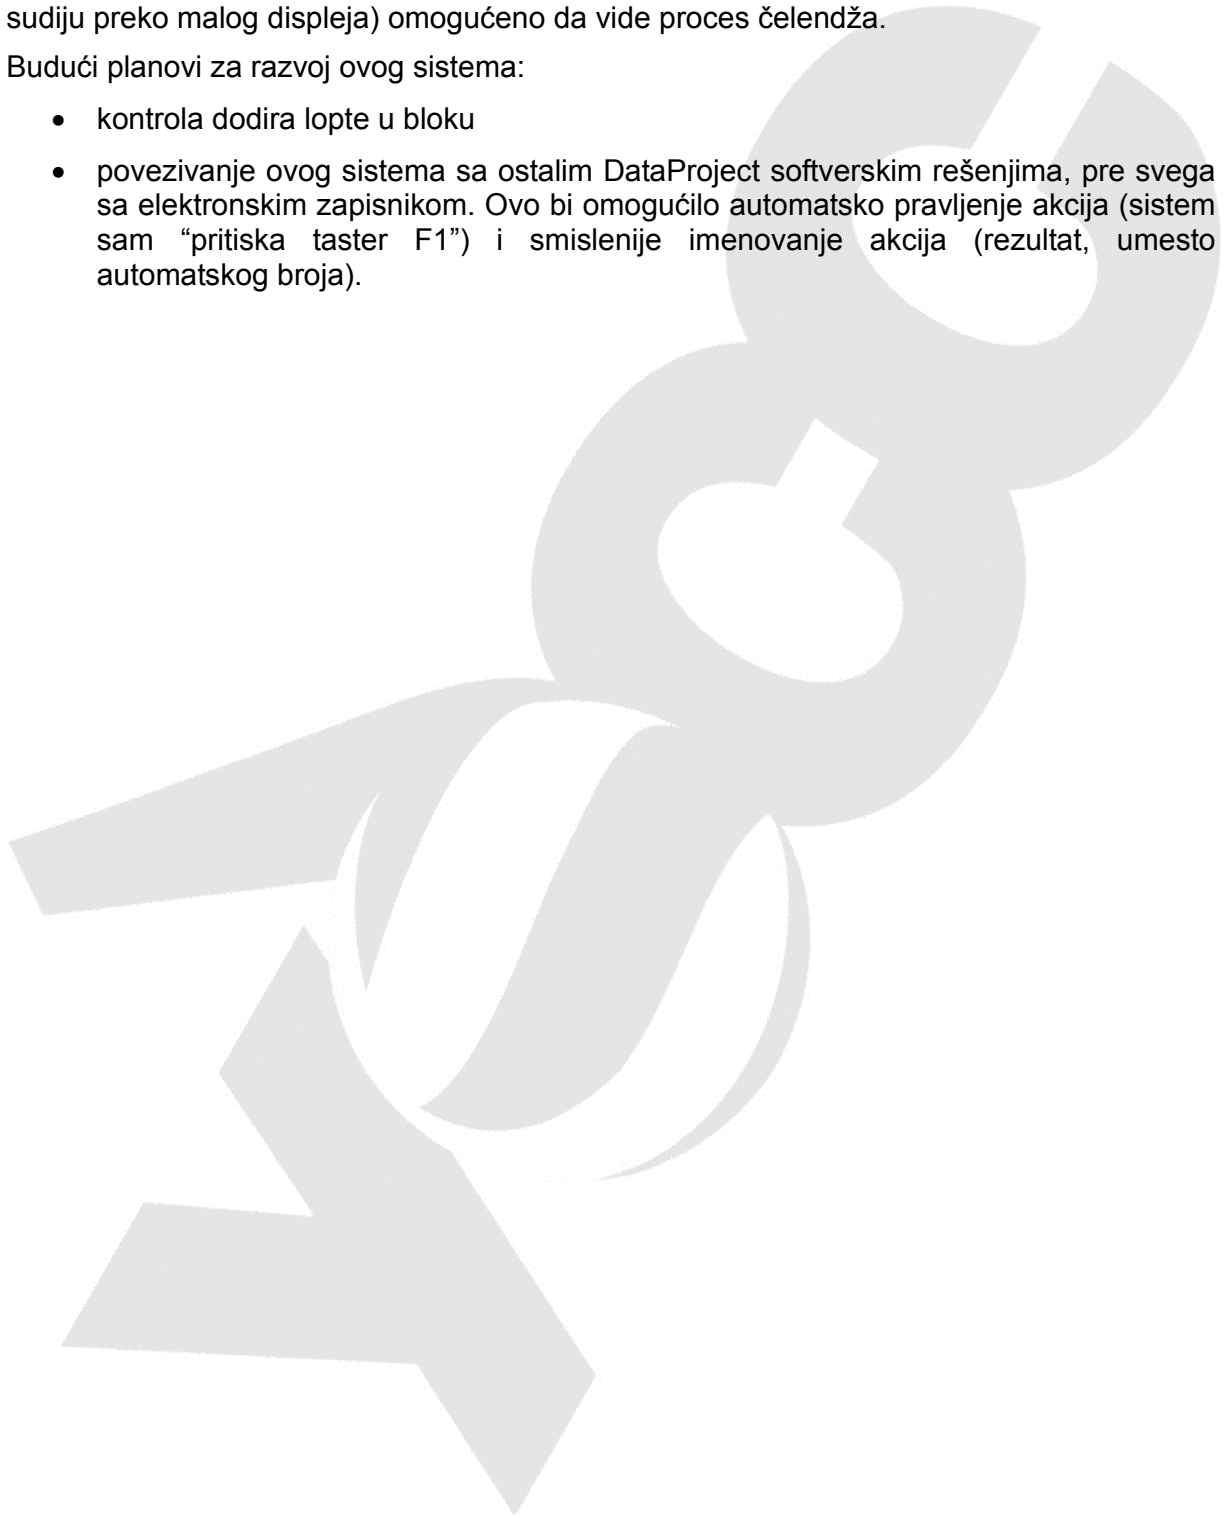 sudiju preko malog displeja) omogućeno da vide proces čelendža.
Budući planovi za razvoj ovog sistema:
• kontrola dodira lopte u bloku
• povezivanje ovog sistema sa ostalim DataProject softverskim rešenjima, pre svega
sa elektronskim zapisnikom. Ovo bi omogućilo automatsko pravljenje akcija (sistem
sam “pritiska taster F1”) i smislenije imenovanje akcija (rezultat, umesto
automatskog broja).